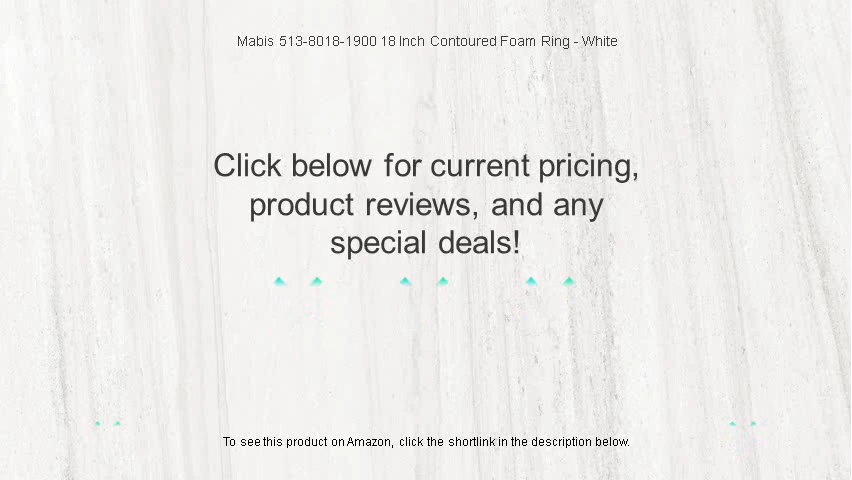 Mabis 513-8018-1900 18 Inch Contoured Foam Ring - White
Click below for current pricing,
product reviews, and any
special deals!
To see this product on Amazon, click the shortlink in the description below.